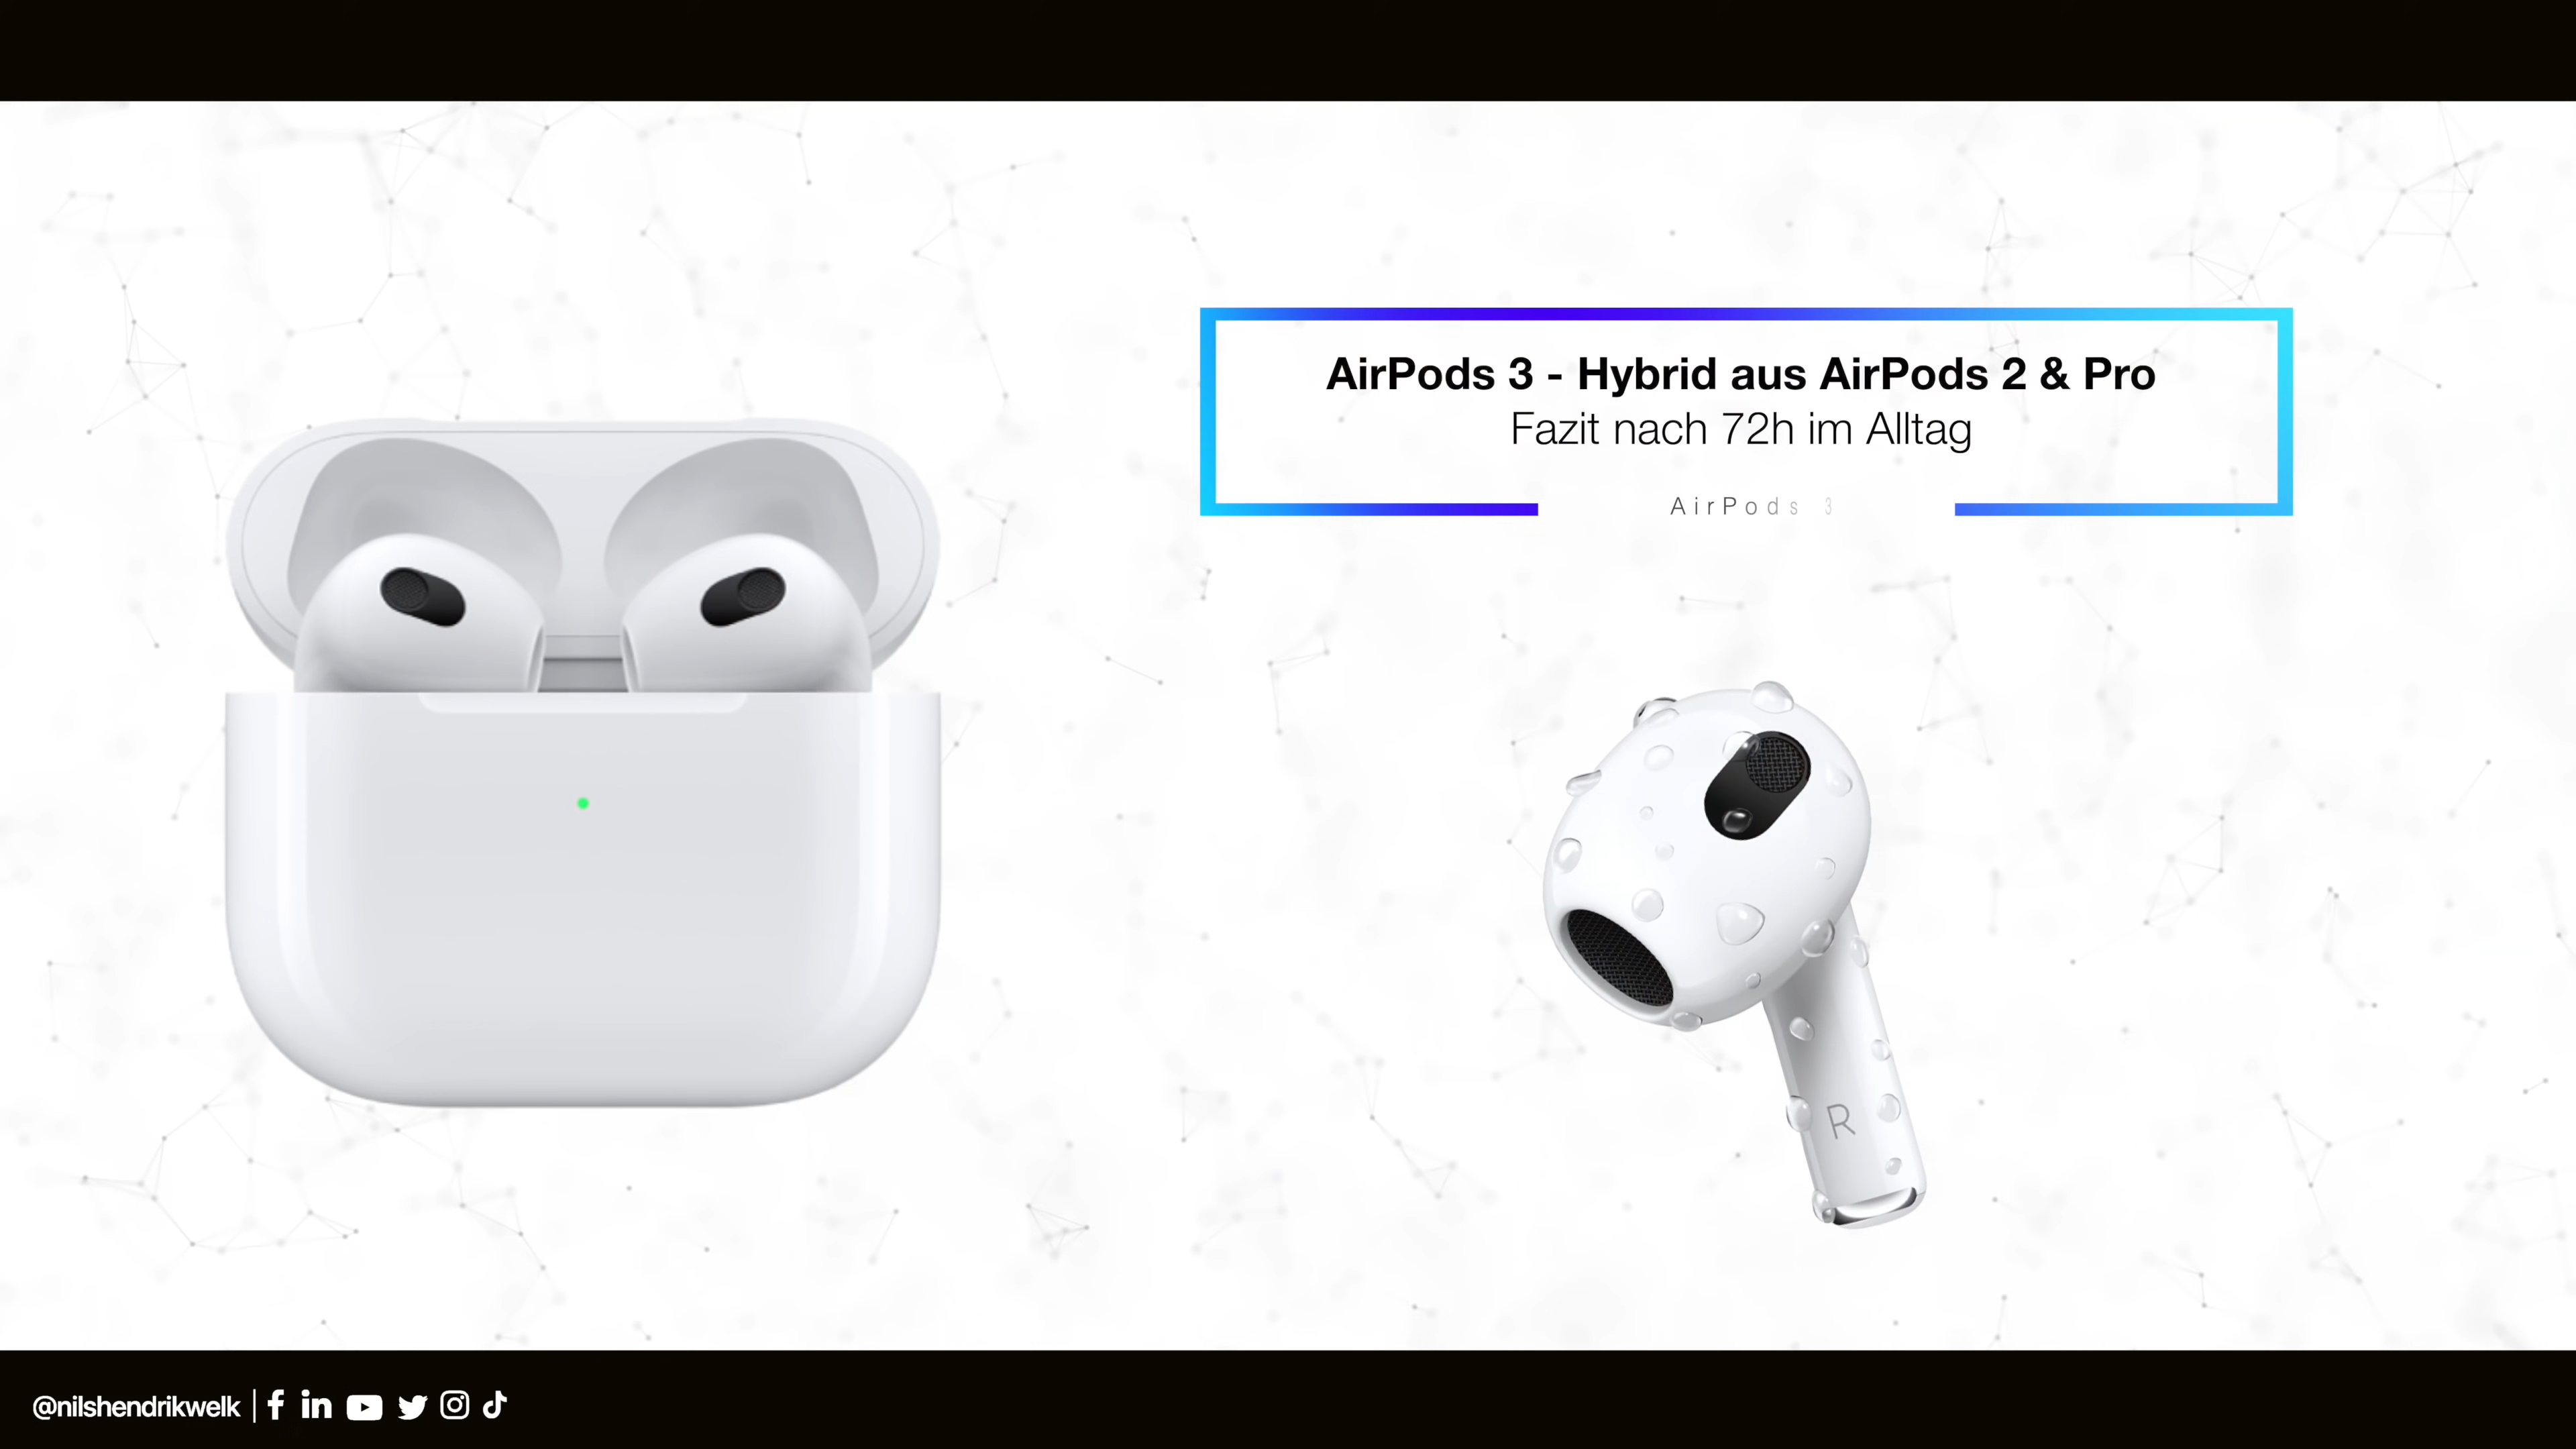 AirPods 3 - Hybrid aus AirPods 2 & Pro
Fazit nach 72h im Alltag
AirPods 3
R
@nilshendrikwelk